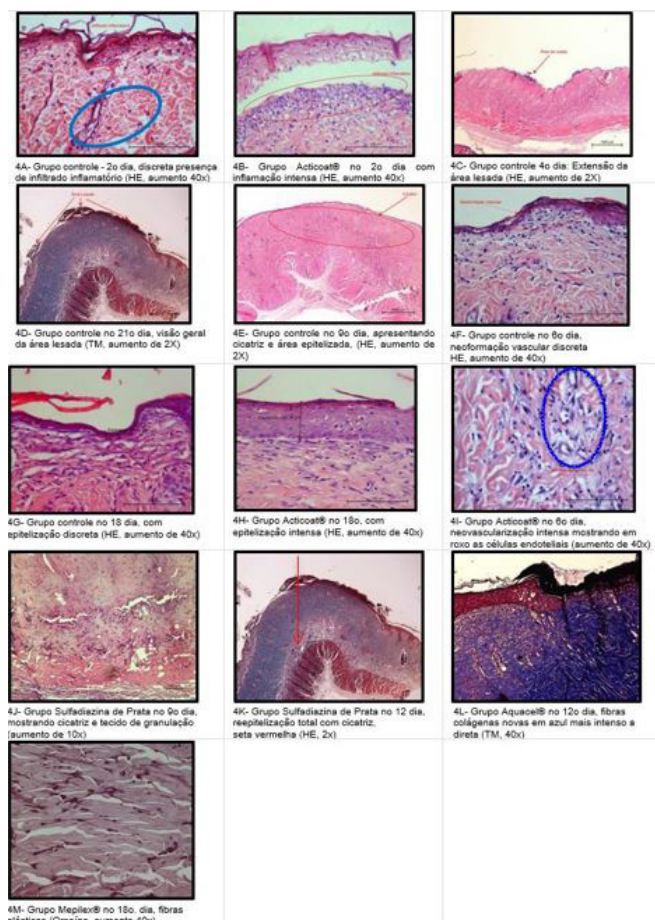 4A- Grupo controle - 2o dia, discreta presença
de infiltrado inflamatório (HE, aumento 40x)
4B- Grupo Acticoat® no 2o dia com
inflamação intensa (HE, aumento 40x)
4C- Grupo controle 4o dia: Extensão da
área lesada (HE, aumento de 2X)
4D- Grupo controle no 21o dia, visão geral
da área lesada (TM, aumento de 2X)
4E- Grupo controle no 9o dia, apresentando
cicatriz e área epitelizada, (HE, aumento de
2X)
4F- Grupo controle no 6o dia,
neoformação vascular discreta
HE, aumento de 40x)
4G- Grupo controle no 18 dia, com
epitelização discreta (HE, aumento de 40x)
4H- Grupo Acticoat® no 18o, com
epitelização intensa (HE, aumento de 40x)
4I- Grupo Acticoat® no 6o dia,
neovascularização intensa mostrando em
roxo as células endoteliais (aumento de 40x)
4J- Grupo Sulfadiazina de Prata no 9o dia,
mostrando cicatriz e tecido de granulação
(aumento de 10x)
4K- Grupo Sulfadiazina de Prata no 12 dia,
reepitelização total com cicatriz,
seta vermelha (HE, 2x)
4L- Grupo Aquacel® no 12o dia, fibras
colágenas novas em azul mais intenso a
direta (TM, 40x)
4M- Grupo Mepilex® no 18o. dia, fibras